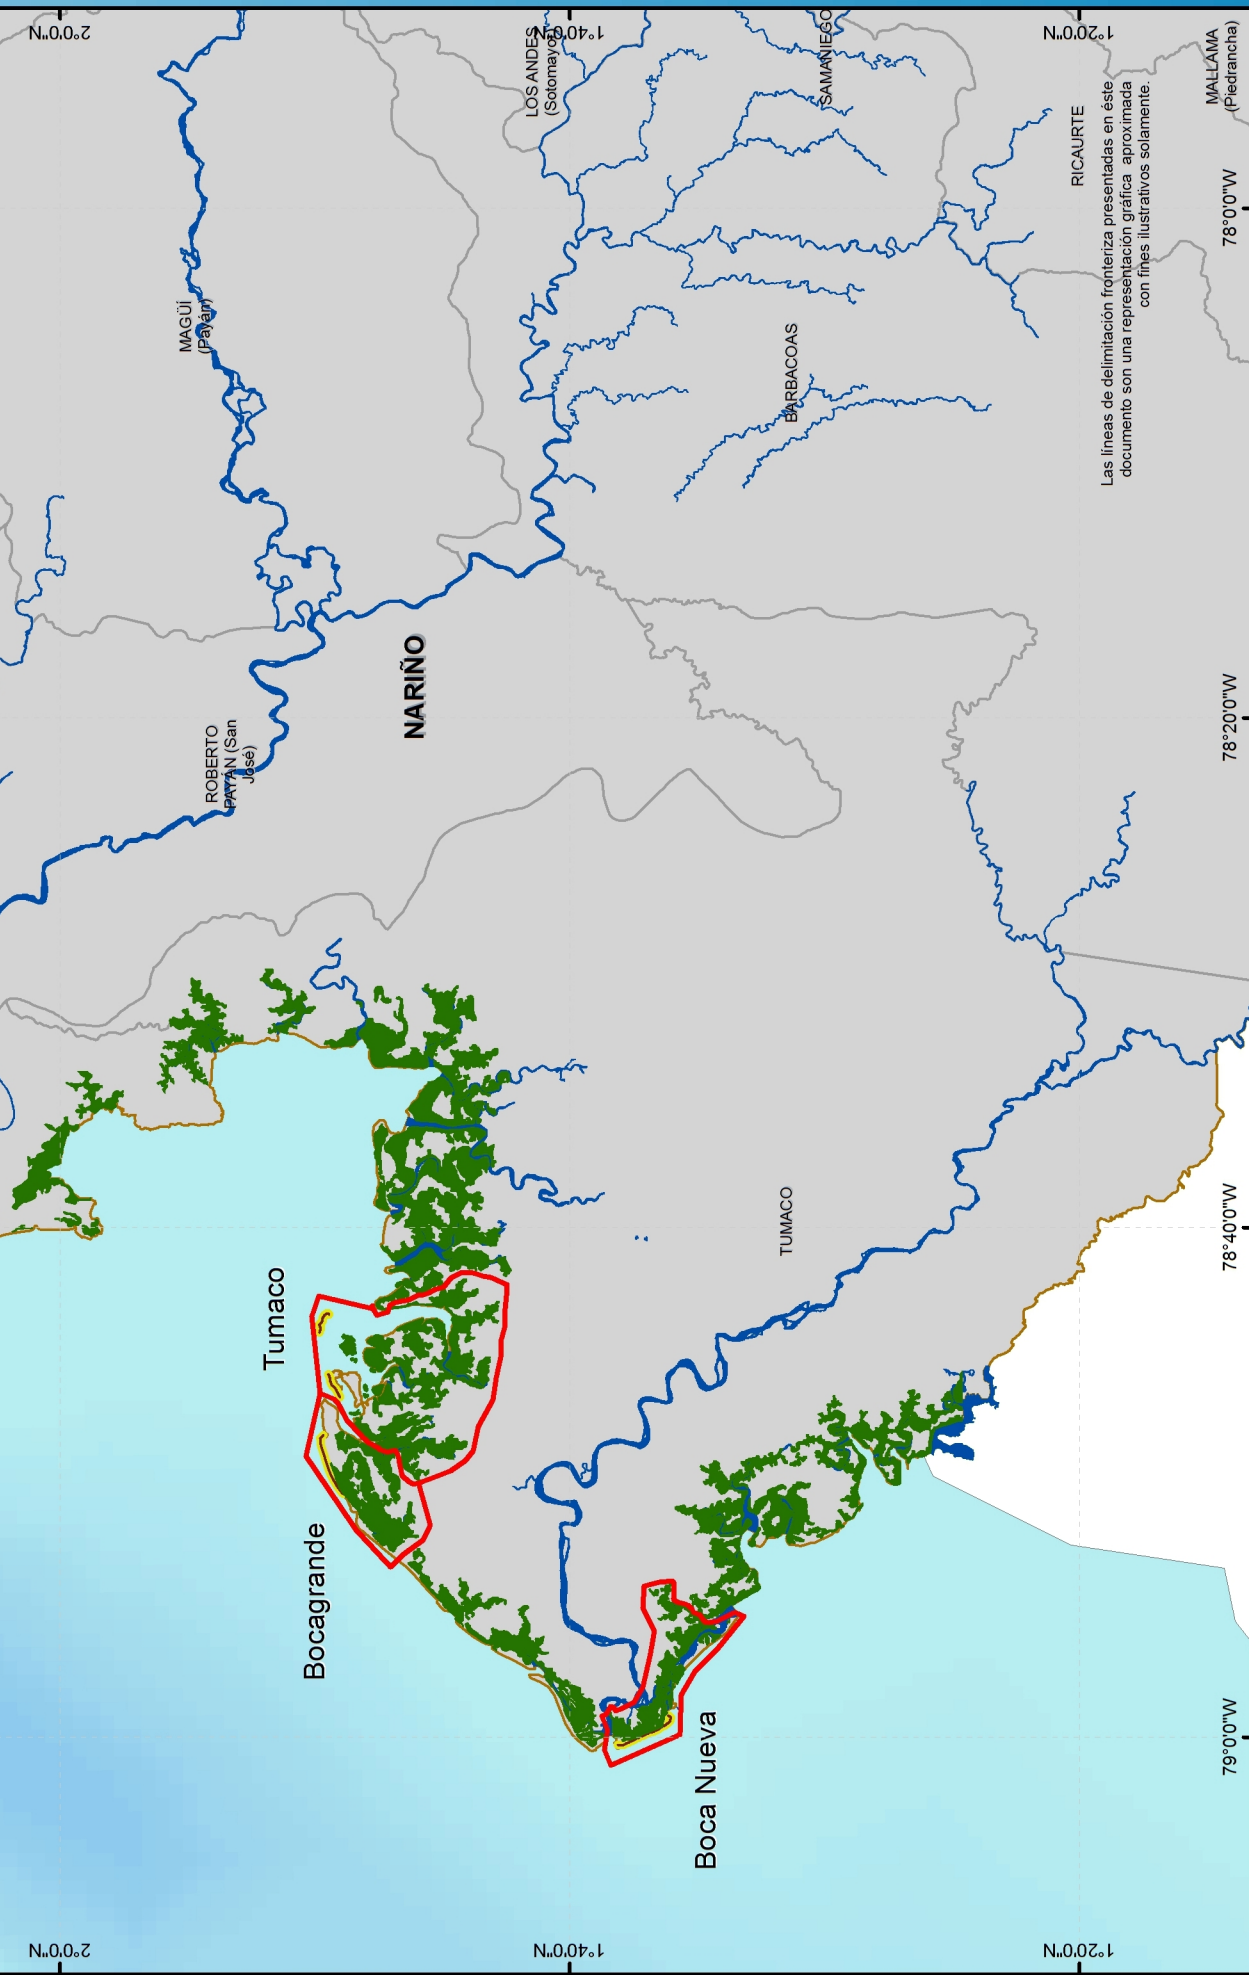 2°0'0"N
1°40'0"N
1°20'0"N
MAGÜÍ
(Payán)
LOS ANDES
(Sotomayor)
SAMANIEGO
MALLAMA
(Piedrancha)
RICAURTE
BARBACOAS
Las líneas de delimitación fronteriza presentadas en éste
documento son una representación gráfica aproximada
con fines ilustrativos solamente.
ROBERTO
PAYÁN (San
José)
NARIÑO
TUMACO
Tumaco
Bocagrande
Boca Nueva
2°0'0"N
1°40'0"N
1°20'0"N
79°0'0"W
78°40'0"W
78°20'0"W
78°0'0"W